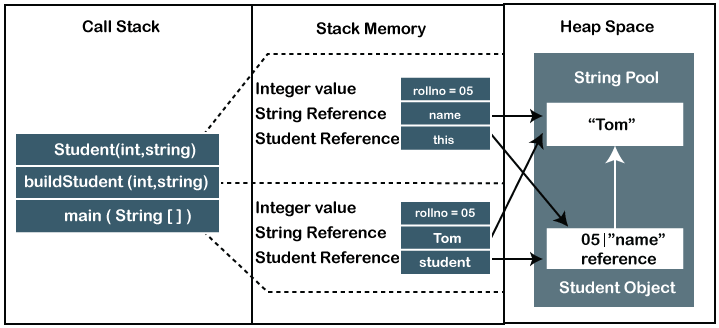 Call Stack
Stack Memory
Heap Space
Student(int,string)
buildStudent (int,string)
main ( String [ ] )
Integer value
rollno = 05
String Reference
name
Student Reference
this
Integer value
rollno = 05
String Reference
Tom
Student Reference
student
String Pool
“Tom”
05|”name”
reference
Student Object